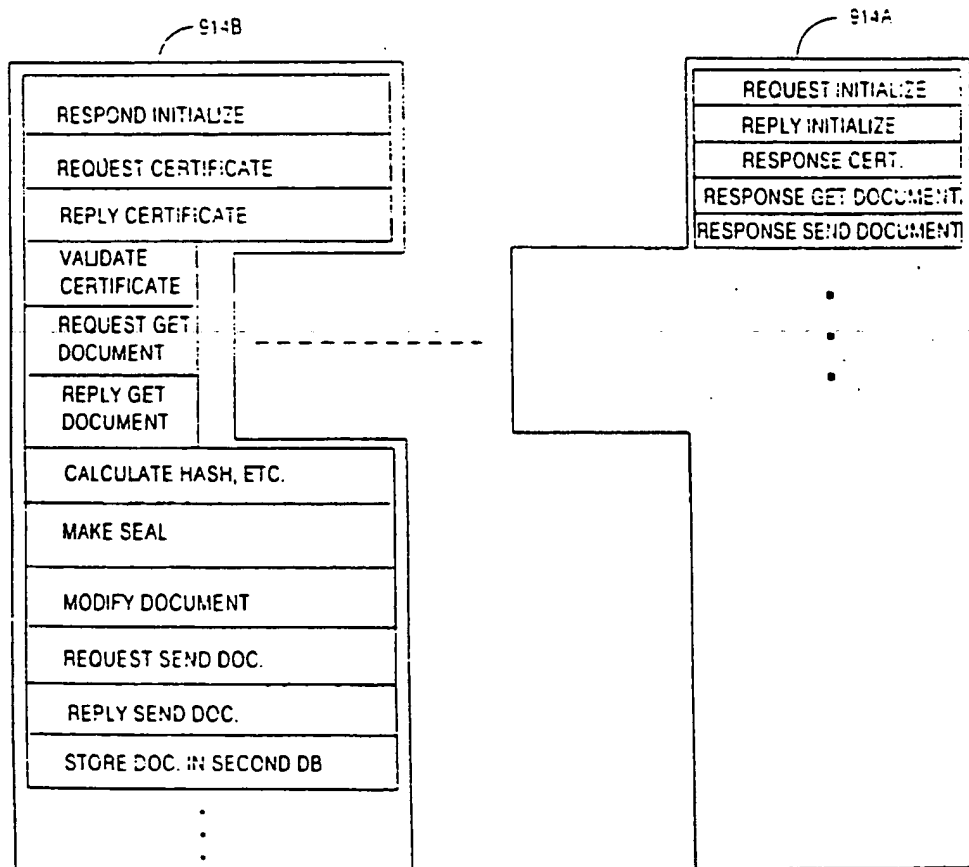 914B
RESPOND INITIALIZE
REQUEST CERTIFICATE
REPLY CERTIFICATE
VALIDATE
CERTIFICATE
REQUEST GET
DOCUMENT
REPLY GET
DOCUMENT
CALCULATE HASH, ETC.
MAKE SEAL
MODIFY DOCUMENT
REQUEST SEND DOC.
REPLY SEND DOC.
STORE DOC. IN SECOND DB
914A
REQUEST INITIALIZE
REPLY INITIALIZE
RESPONSE CERT.
RESPONSE GET DOCUMENT.
RESPONSE SEND DOCUMENT